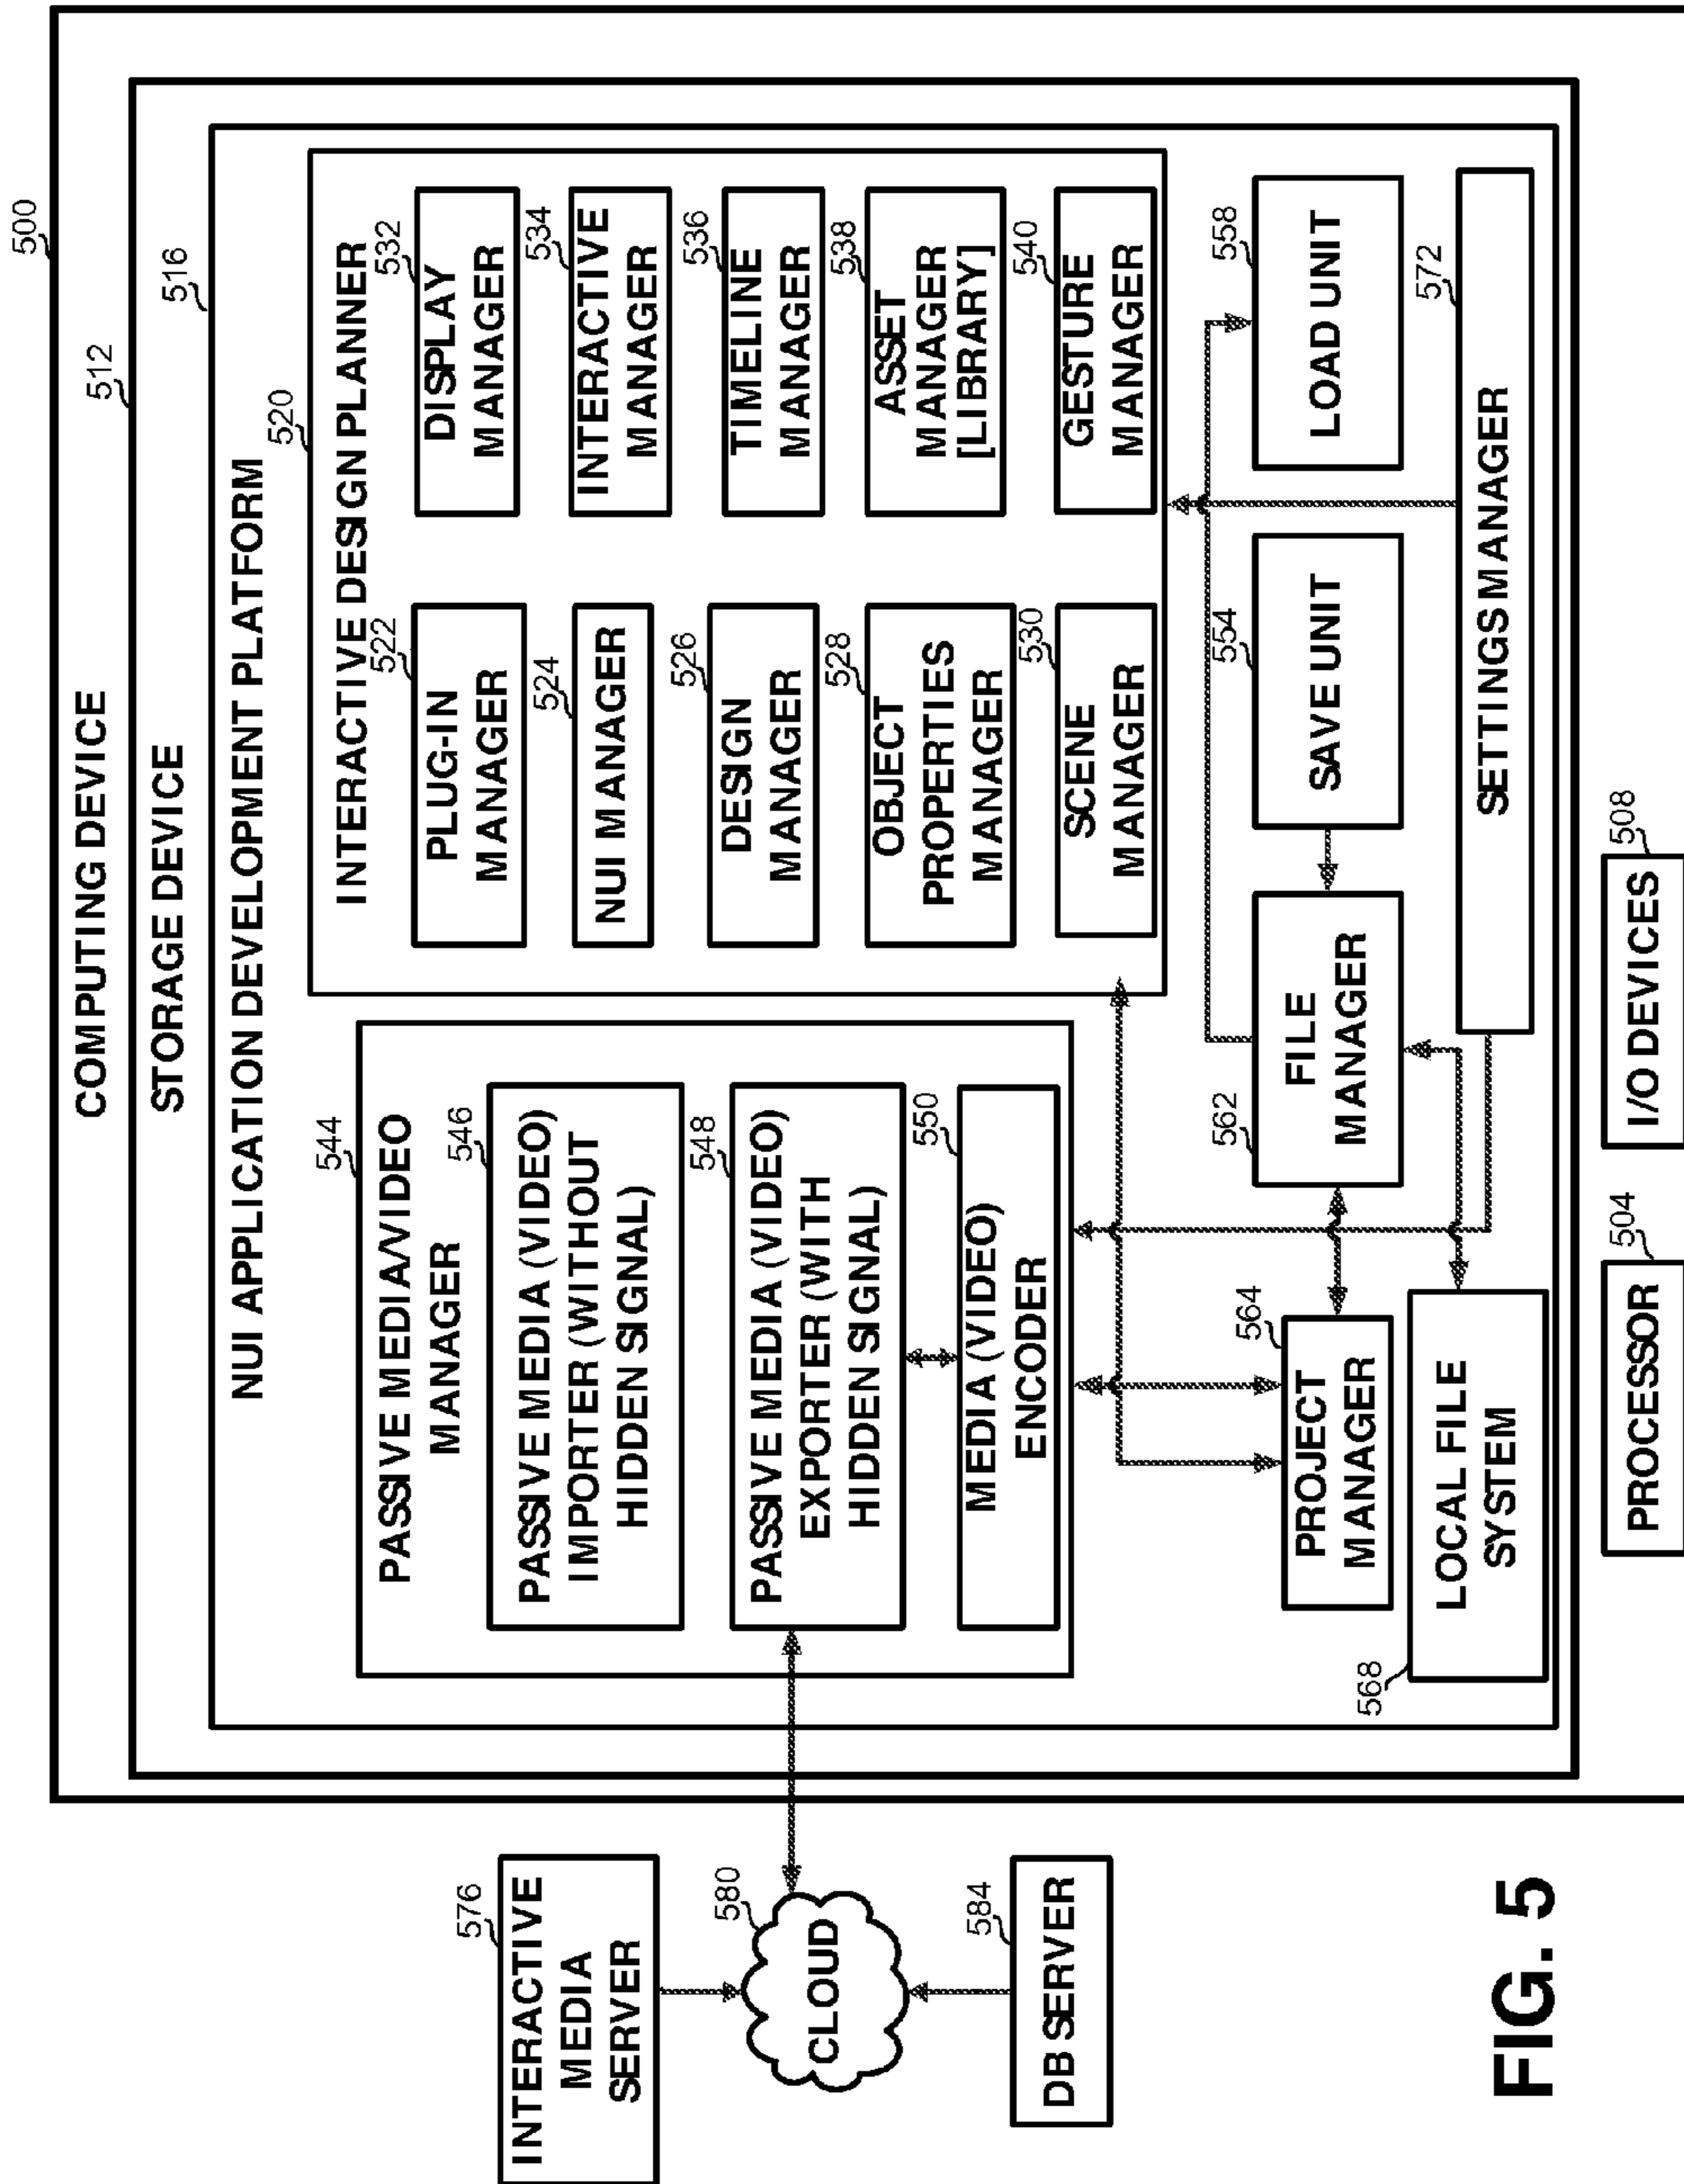 500
COMPUTING DEVICE
512
STORAGE DEVICE
516
NUI APPLICATION DEVELOPMENT PLATFORM
544
PASSIVE MEDIA/VIDEO
MANAGER
546
PASSIVE MEDIA (VIDEO)
IMPORTER (WITHOUT
HIDDEN SIGNAL)
548
PASSIVE MEDIA (VIDEO)
EXPORTER (WITH
HIDDEN SIGNAL)
550
MEDIA (VIDEO)
ENCODER
520
INTERACTIVE DESIGN PLANNER
522
PLUG-IN
MANAGER
524
NUI MANAGER
526
DESIGN
MANAGER
528
OBJECT
PROPERTIES
MANAGER
530
SCENE
MANAGER
532
DISPLAY
MANAGER
534
INTERACTIVE
MANAGER
536
TIMELINE
MANAGER
538
ASSET
MANAGER
[LIBRARY]
540
GESTURE
MANAGER
564
PROJECT
MANAGER
562
FILE
MANAGER
554
SAVE UNIT
558
LOAD UNIT
568
LOCAL FILE
SYSTEM
572
SETTINGS MANAGER
504
PROCESSOR
508
I/O DEVICES
576
INTERACTIVE
MEDIA
SERVER
580
CLOUD
584
DB SERVER
FIG. 5